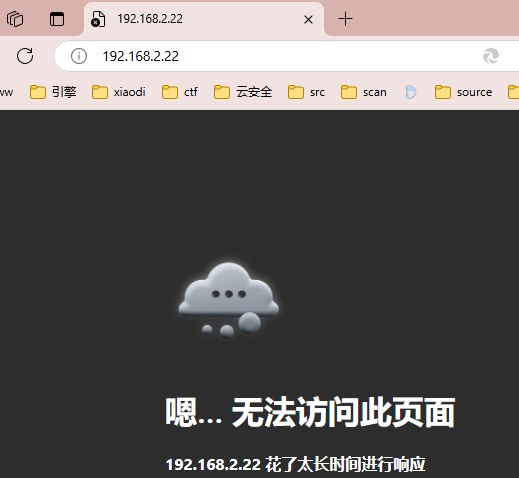 192.168.2.22
192.168.2.22
ww
引擎
xiaodi
ctf
云安全
src
scan
source
嗯... 无法访问此页面
192.168.2.22 花了太长时间进行响应